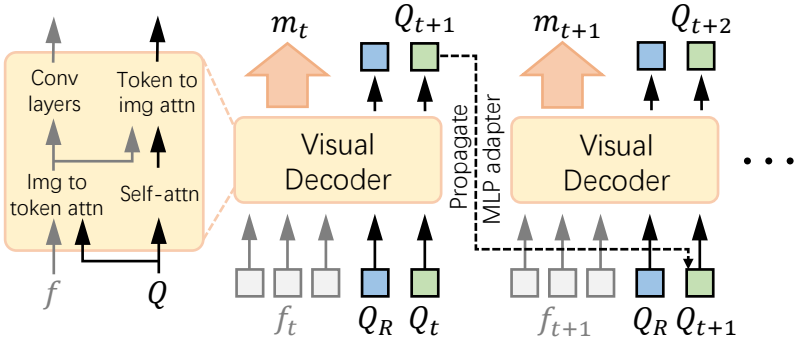 m_t
Q_{t+1}
m_{t+1}
Q_{t+2}
Conv
layers
Token to
img attn
Img to
token attn
Self-attn
f
Q
Visual
Decoder
Propagate
MLP adapter
Visual
Decoder
...
f_t
Q_R
Q_t
f_{t+1}
Q_R
Q_{t+1}